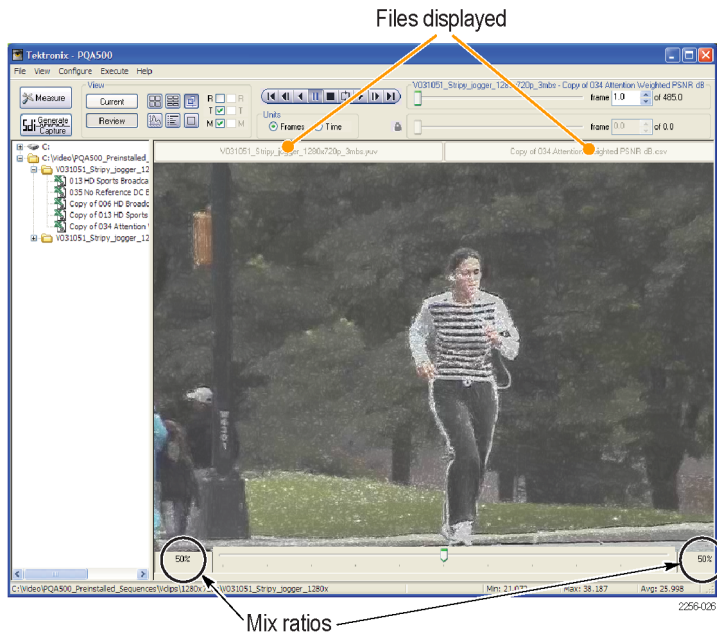 Files displayed
Tektronix - PQA500
File View Configure Execute Help
Measure
Generate
Capture
View
Current
Review
R R
T T
M M
Units
Frames Time
V031051_Stripy_jogger_1280x720p_3mbs - Copy of 034 Attention Weighted PSNR dB
frame 1.0 of 485.0
frame 0.0 of 0.0
V031051_Stripy_jogger_1280x720p_3mbs.yuv
Copy of 034 Attention Weighted PSNR dB.csv
C:
C:\Video\PQA500_Preinstalled_
V031051_Stripy_jogger_12
013 HD Sports Broadca
035 No Reference DC B
Copy of 006 HD Broadc
Copy of 013 HD Sports
Copy of 034 Attention
V031051_Stripy_jogger_12
50%
50%
C:\Video\PQA500_Preinstalled_Sequences\Vclips\1280x7 V031051_Stripy_jogger_1280x
Min: 21.072 Max: 38.187 Avg: 25.998
2256-026
Mix ratios